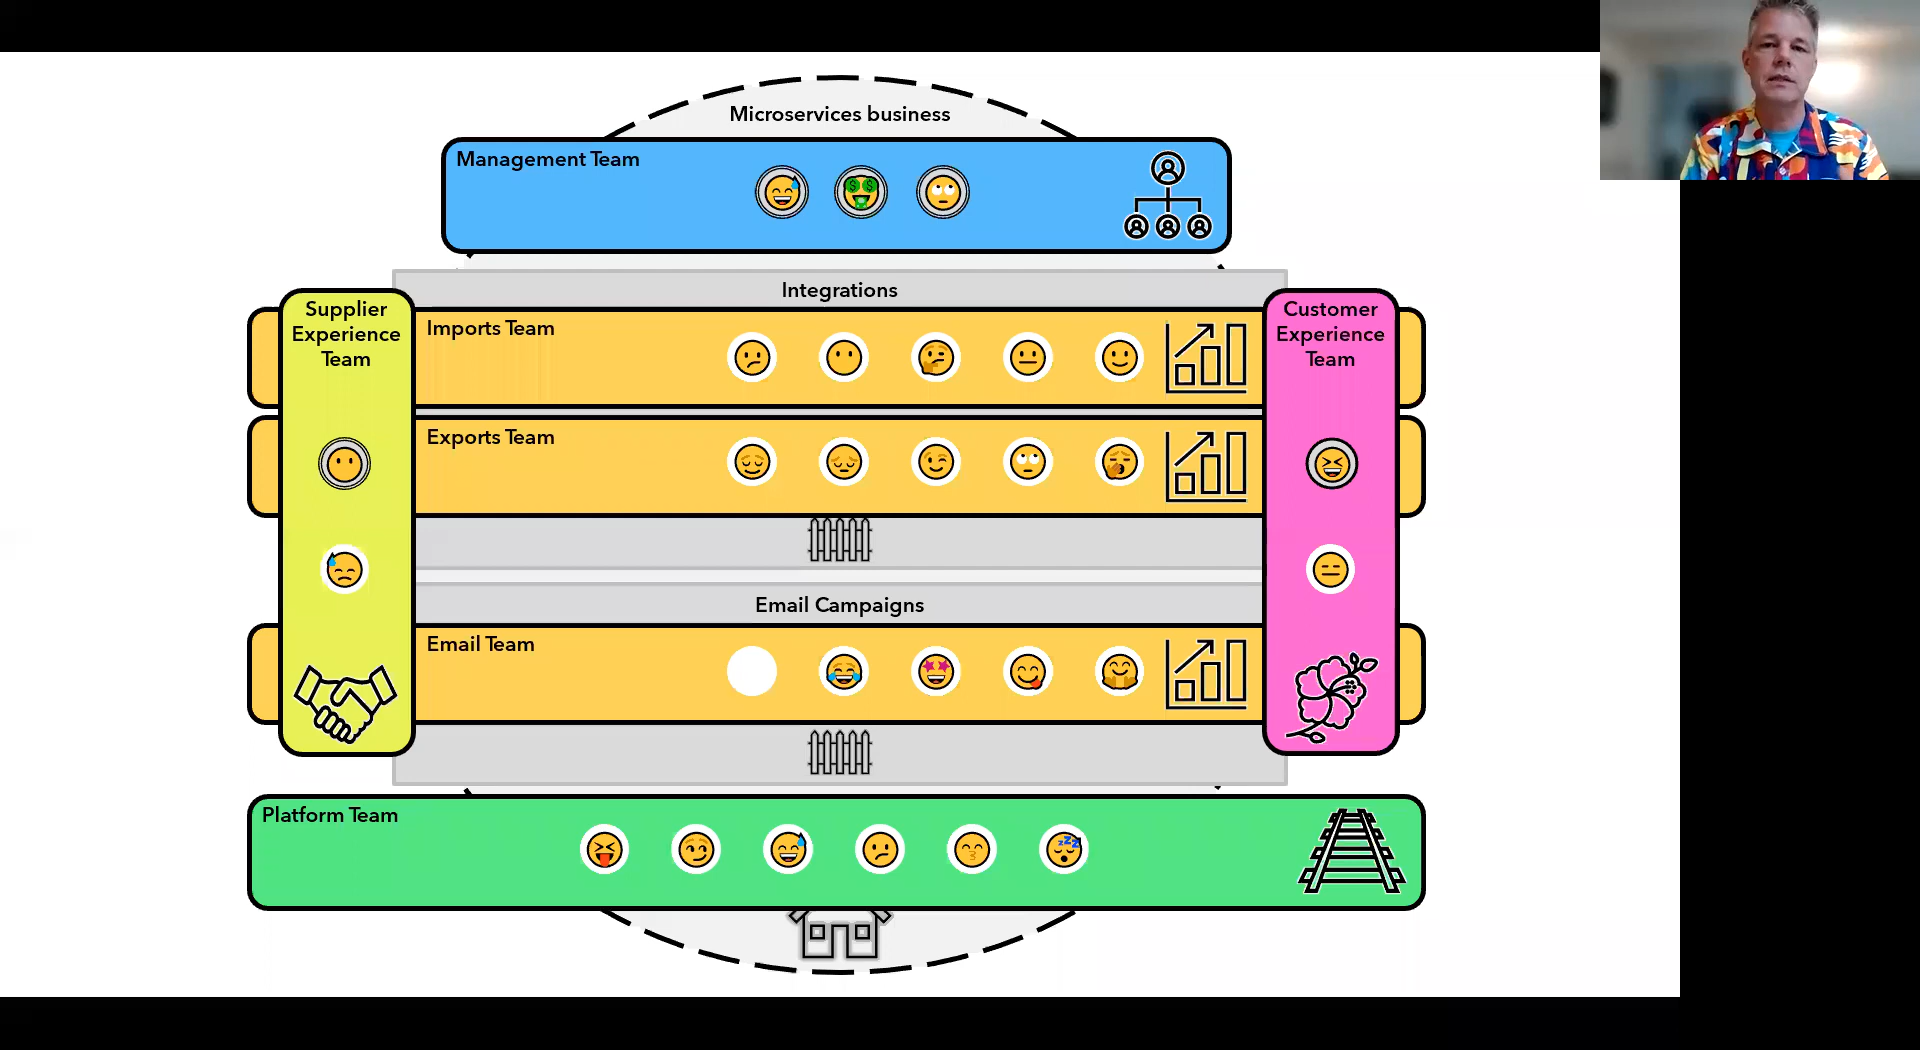 Microservices business
Management Team
Integrations
Supplier
Experience
Team
Imports Team
Customer
Experience
Team
Exports Team
Email Campaigns
Email Team
Platform Team